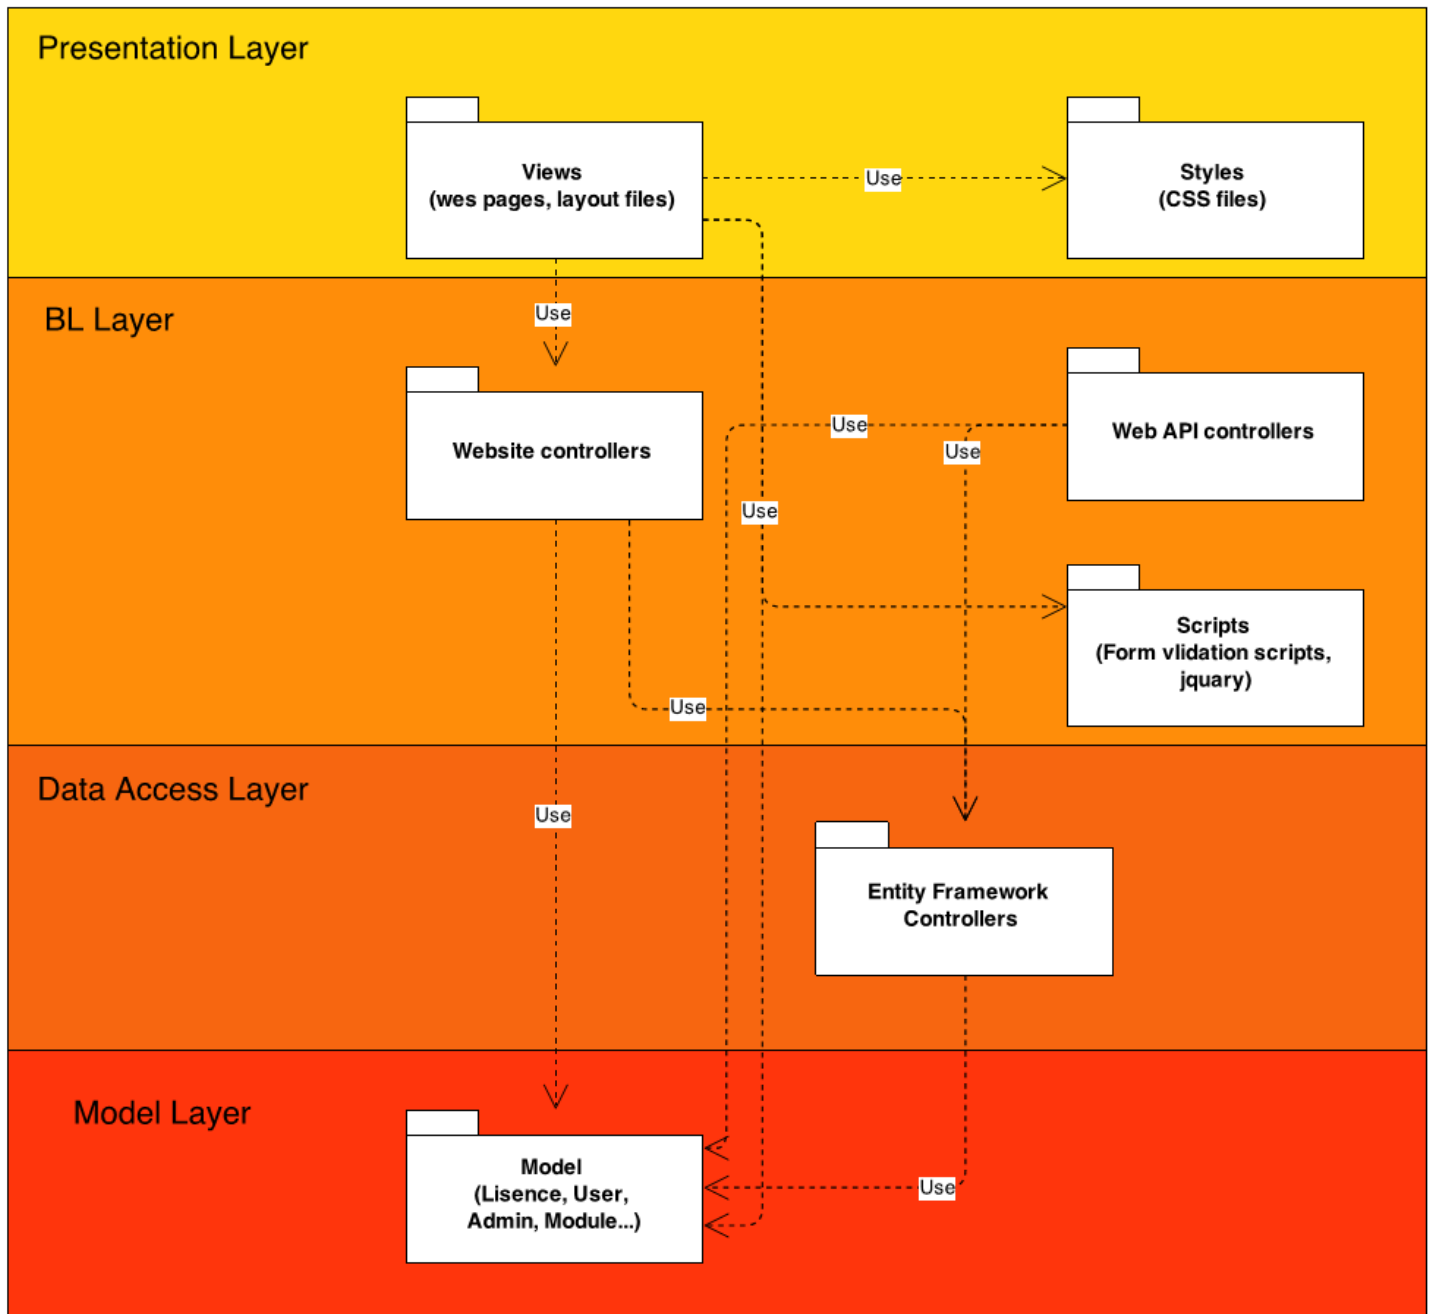 Presentation Layer
Views
(wes pages, layout files)
Use
Styles
(CSS files)
BL Layer
Use
Website controllers
Use
Use
Web API controllers
Use
Scripts
(Form vlidation scripts,
jquary)
Use
Data Access Layer
Use
Entity Framework
Controllers
Model Layer
Model
(Lisence, User,
Admin, Module...)
Use